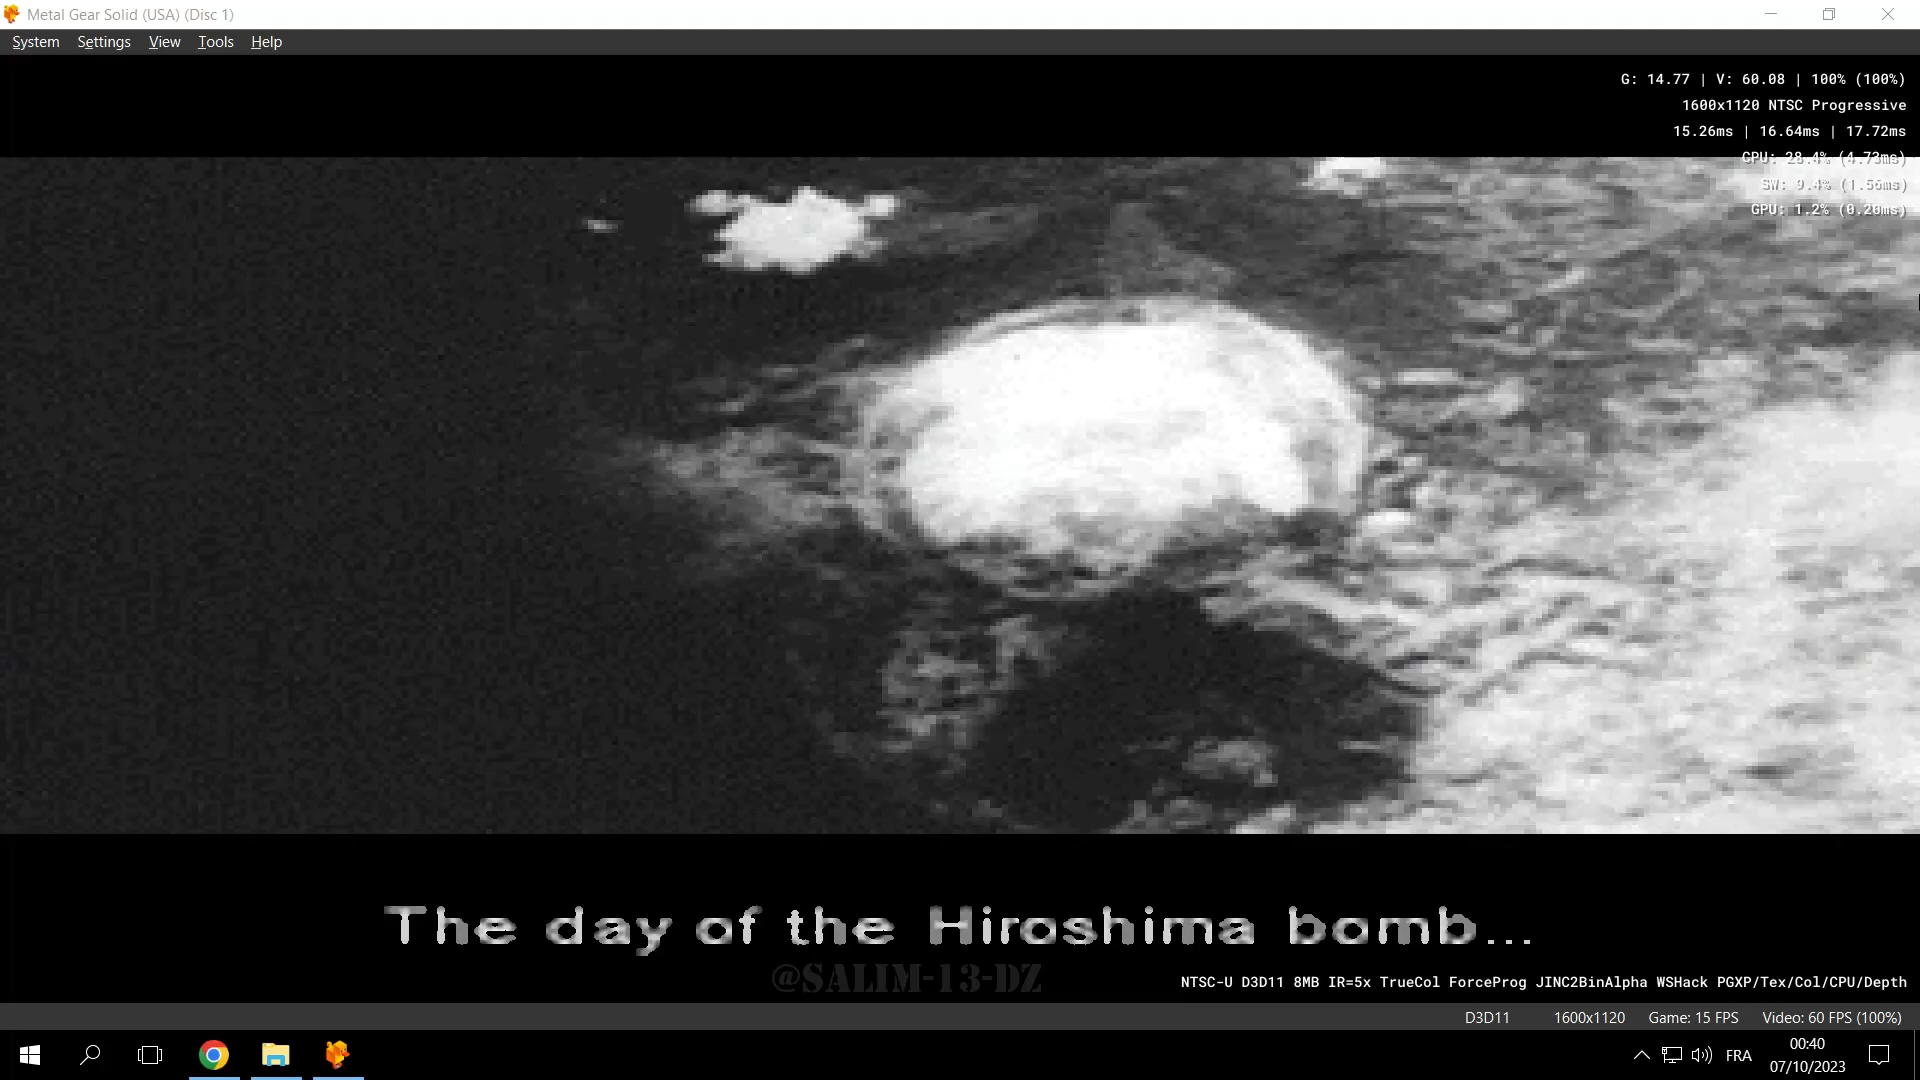 Metal Gear Solid (USA) (Disc 1)
System Settings View Tools Help
G: 14.77 | V: 60.08 | 100% (100%)
1600x1120 NTSC Progressive
15.26ms | 16.64ms | 17.72ms
CPU: 28.4% (4.73ms)
SW: 9.4% (1.56ms)
GPU: 1.2% (0.20ms)
The day of the Hiroshima bomb...
@SALIM-13-DZ
NTSC-U D3D11 8MB IR=5x TrueCol ForceProg JINC2BinAlpha WSHack PGXP/Tex/Col/CPU/Depth
D3D11 1600x1120 Game: 15 FPS Video: 60 FPS (100%)
FRA
00:40
07/10/2023